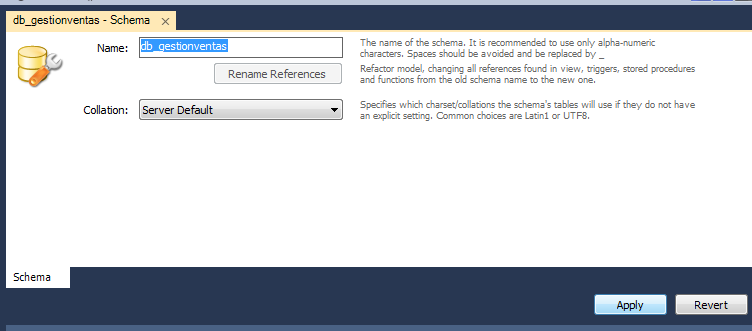 db_gestionventas - Schema
Name: db_gestionventas
The name of the schema. It is recommended to use only alpha-numeric
characters. Spaces should be avoided and be replaced by _
Rename References
Refactor model, changing all references found in view, triggers, stored procedures
and functions from the old schema name to the new one.
Collation: Server Default
Specifies which charset/collations the schema's tables will use if they do not have
an explicit setting. Common choices are Latin1 or UTF8.
Schema
Apply Revert